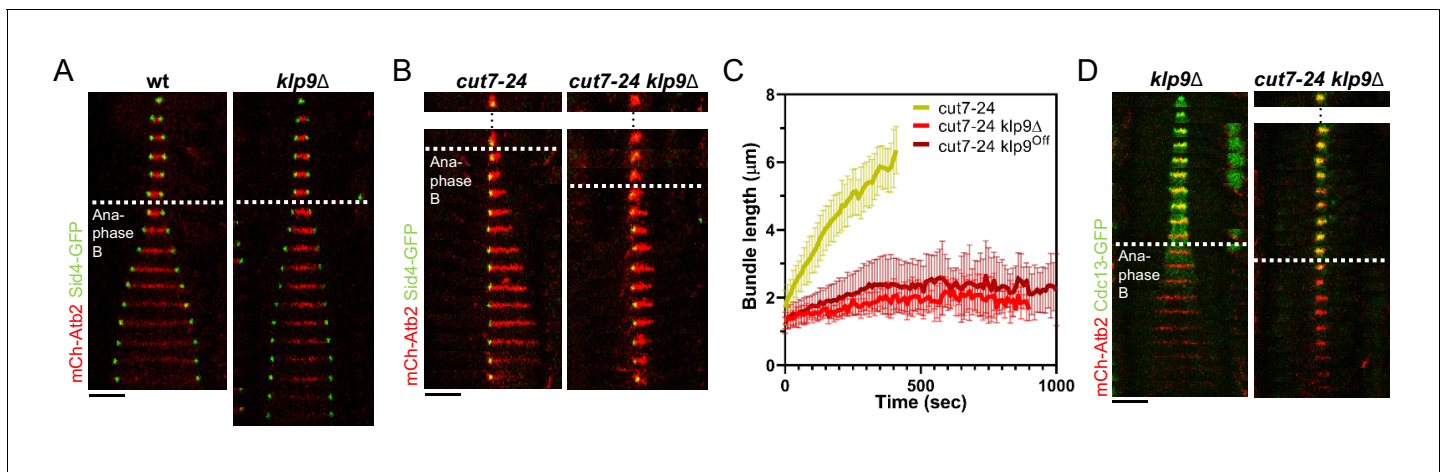 A
wt
klp9Δ
mCh-Atb2 Sid4-GFP
Ana-
phase
B
B
cut7-24
cut7-24 klp9Δ
mCh-Atb2 Sid4-GFP
Ana-
phase
B
C
Bundle length (μm)
8
6
4
2
0
cut7-24
cut7-24 klp9Δ
cut7-24 klp9Off
0
500
1000
Time (sec)
D
klp9Δ
cut7-24 klp9Δ
mCh-Atb2 Cdc13-GFP
Ana-
phase
B